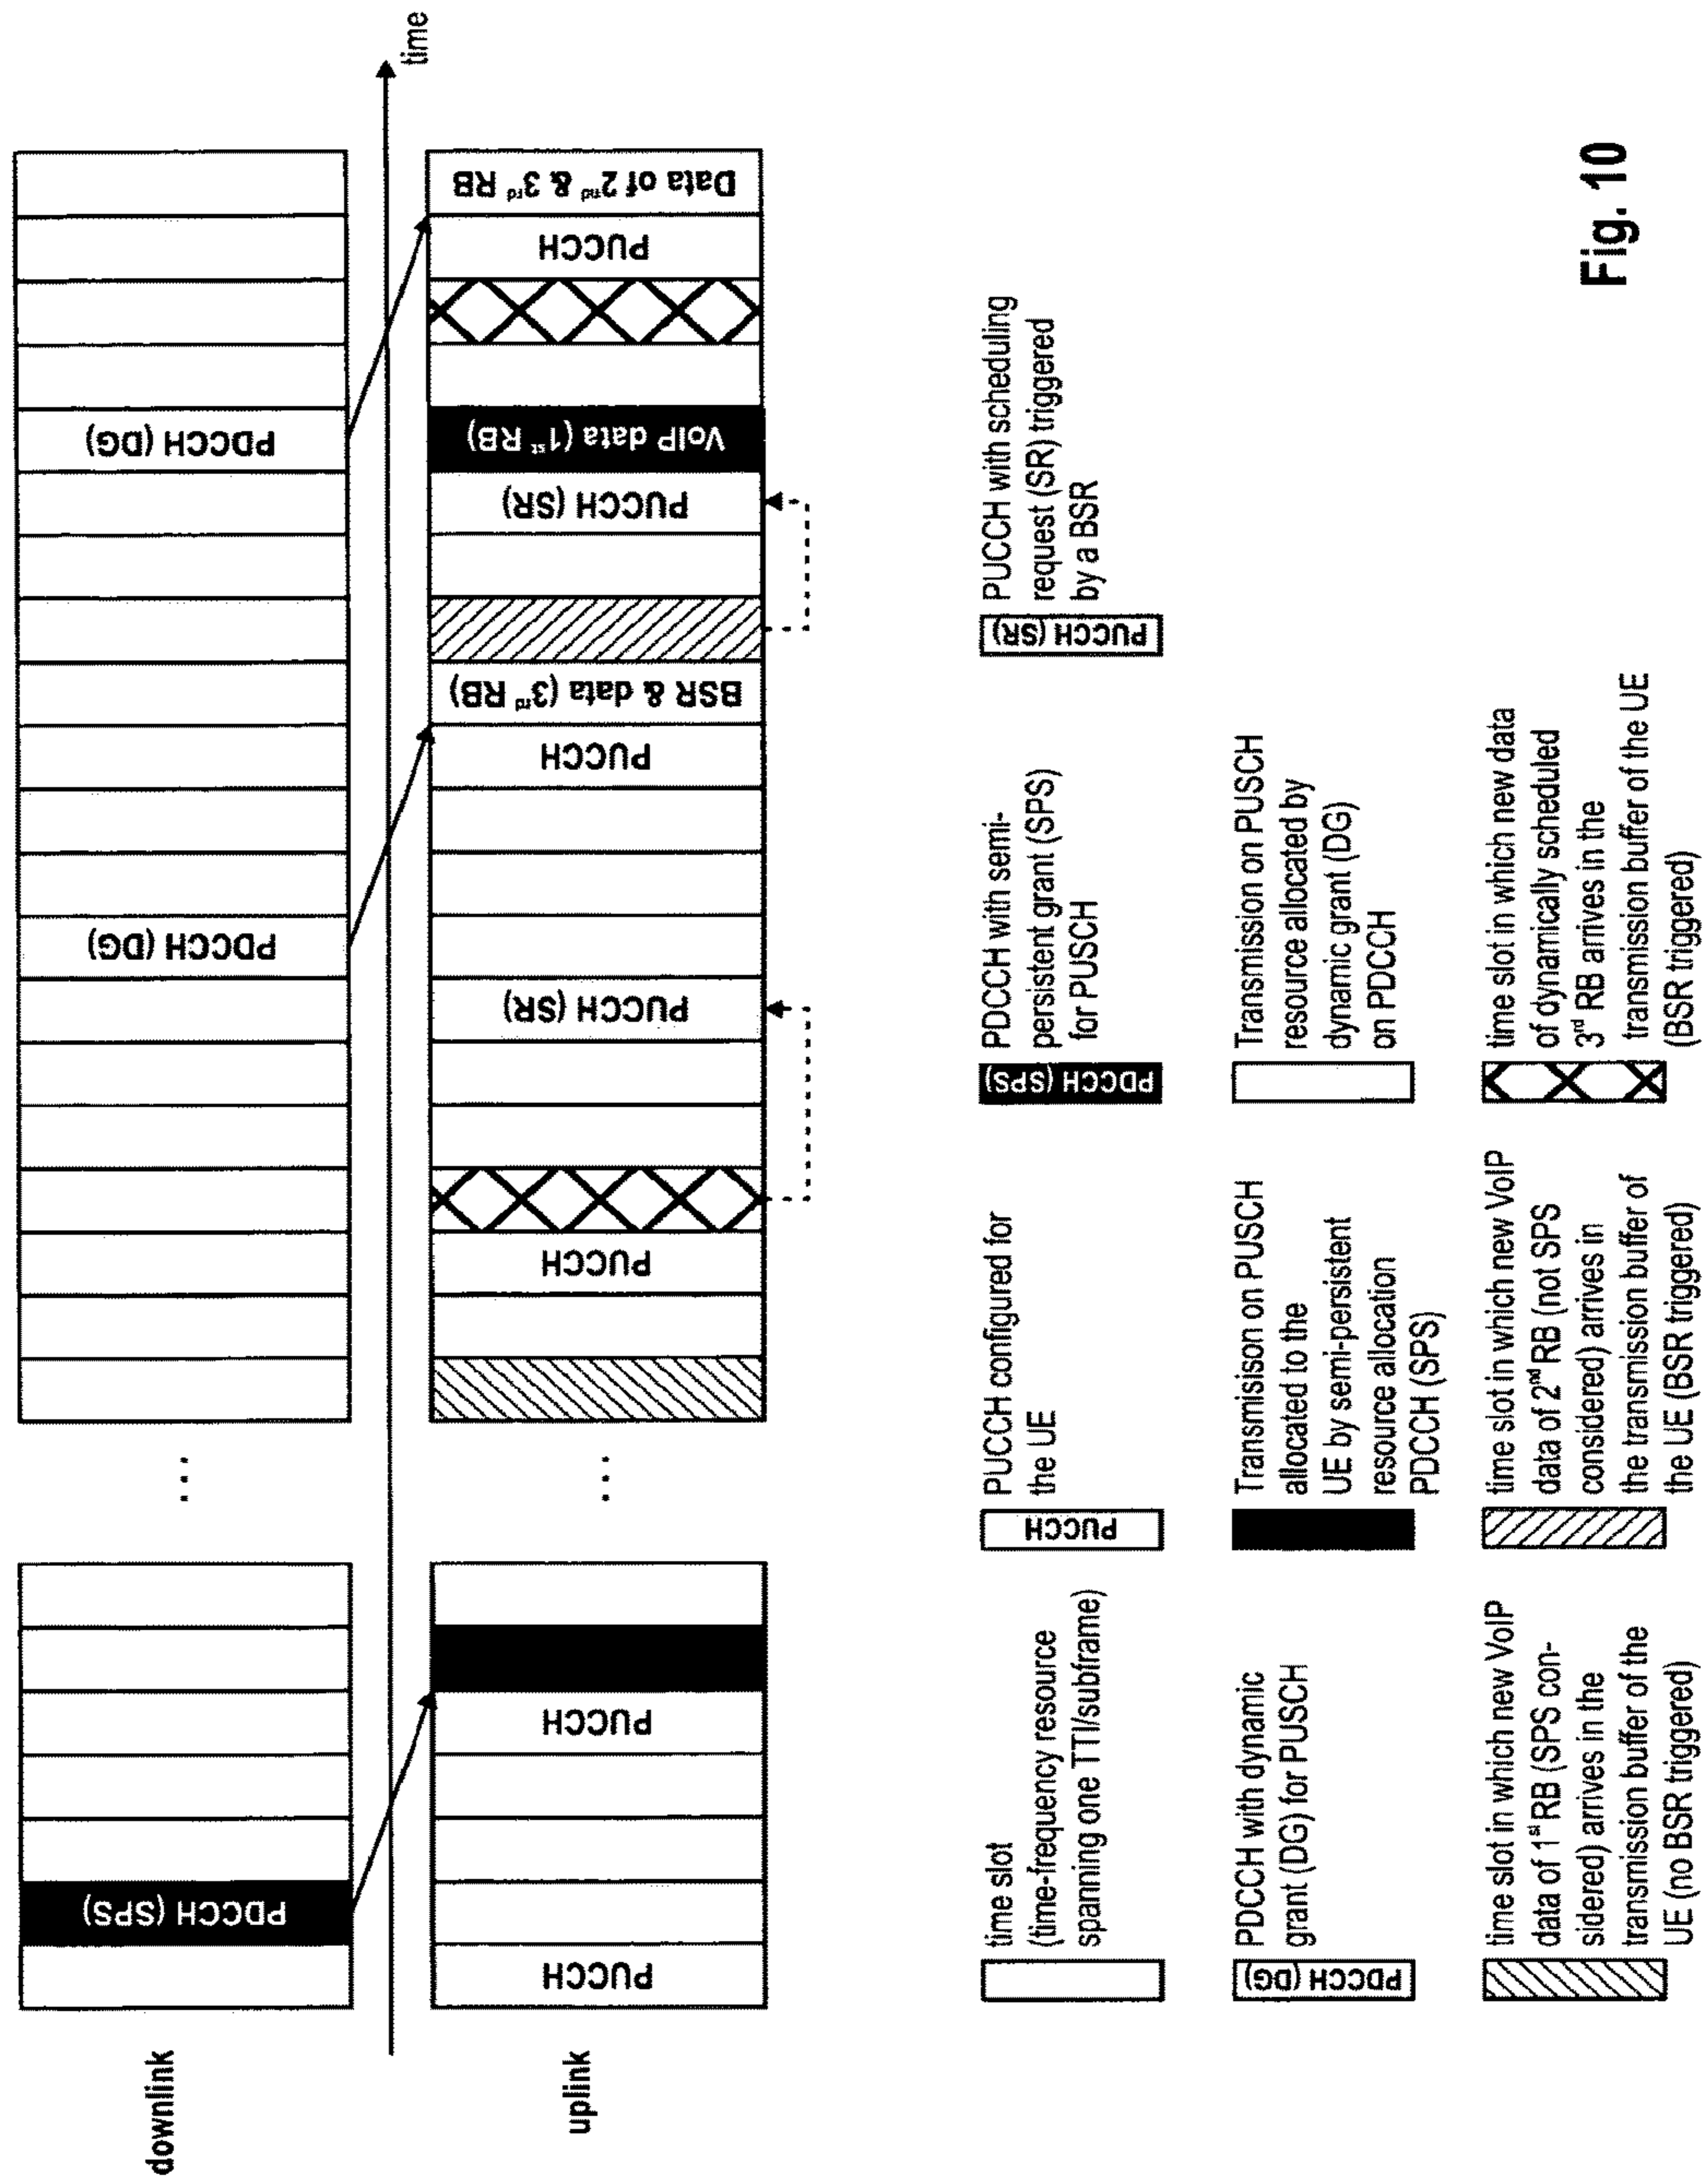 downlink
PDCCH (SPS)
...
PDCCH (DG)
PDCCH (DG)
time
uplink
PUCCH
PUCCH
...
PUCCH
PUCCH (SR)
PUCCH
BSR & data (3rd RB)
PUCCH (SR)
VoIP data (1st RB)
PUCCH
Data of 2nd & 3rd RB
time slot
(time-frequency resource
spanning one TTI/subframe)
PUCCH
PUCCH configured for
the UE
PDCCH (SPS)
PDCCH with semi-
persistent grant (SPS)
for PUSCH
PUCCH (SR)
PUCCH with scheduling
request (SR) triggered
by a BSR
PDCCH (DG)
PDCCH with dynamic
grant (DG) for PUSCH
Transmisison on PUSCH
allocated to the
UE by semi-persistent
resource allocation
PDCCH (SPS)
Transmission on PUSCH
resource allocated by
dynamic grant (DG)
on PDCCH
time slot in which new VoIP
data of 1st RB (SPS con-
sidered) arrives in the
transmission buffer of the
UE (no BSR triggered)
time slot in which new VoIP
data of 2nd RB (not SPS
considered) arrives in
the transmission buffer of
the UE (BSR triggered)
time slot in which new data
of dynamically scheduled
3rd RB arrives in the
transmission buffer of the UE
(BSR triggered)
Fig. 10